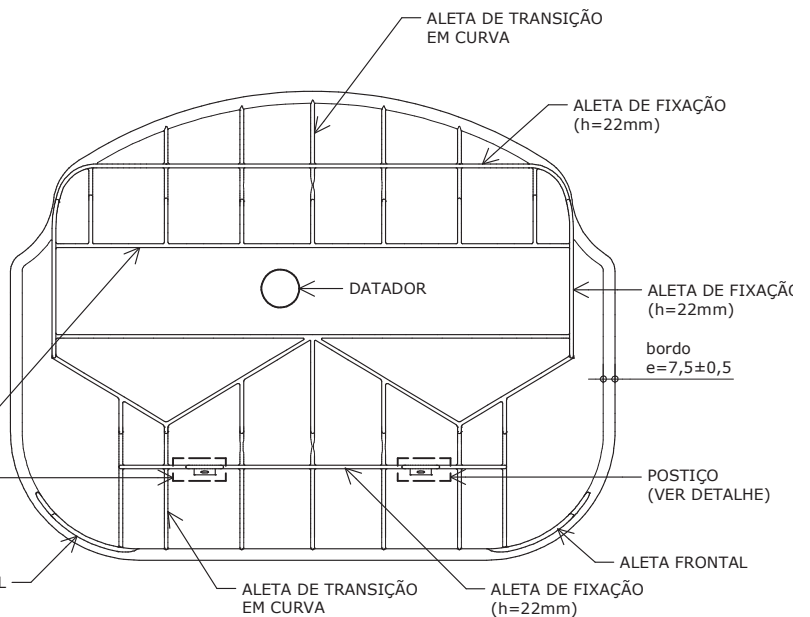 ALETA DE TRANSIÇÃO
EM CURVA
ALETA DE FIXAÇÃO
(h=22mm)
DATADOR
ALETA DE FIXAÇÃO
(h=22mm)
bordo
e=7,5±0,5
POSTIÇO
(VER DETALHE)
ALETA FRONTAL
L
ALETA DE TRANSIÇÃO
EM CURVA
ALETA DE FIXAÇÃO
(h=22mm)